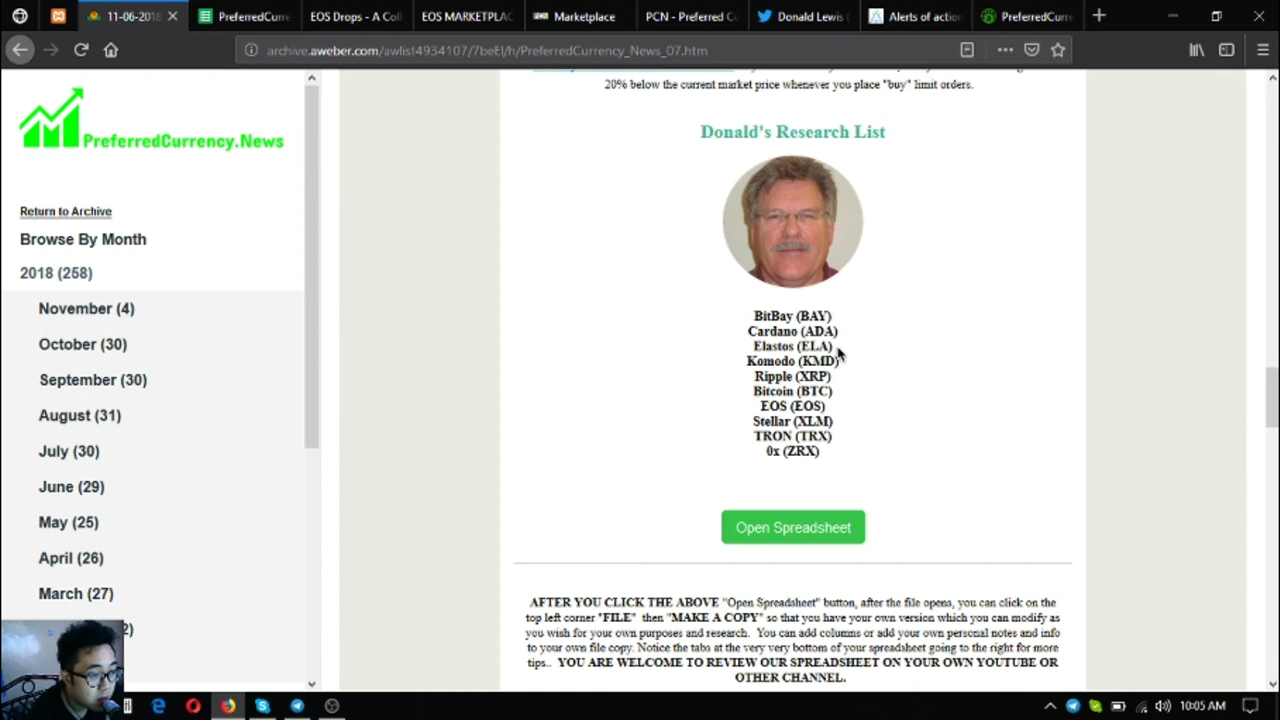 11-06-2018
PreferredCurre
EOS Drops - A Coll
EOS MARKETPLAC
Marketplace
PCN - Preferred Cu
Donald Lewis
Alerts of actio
PreferredCurre
archive.aweber.com/awlist4934107/7beEl/h/PreferredCurrency_News_07.htm
PreferredCurrency.News
Return to Archive
Browse By Month
2018 (258)
November (4)
October (30)
September (30)
August (31)
July (30)
June (29)
May (25)
April (26)
March (27)
2)
20% below the current market price whenever you place "buy" limit orders.
Donald's Research List
BitBay (BAY)
Cardano (ADA)
Elastos (ELA)
Komodo (KMD)
Ripple (XRP)
Bitcoin (BTC)
EOS (EOS)
Stellar (XLM)
TRON (TRX)
0x (ZRX)
Open Spreadsheet
AFTER YOU CLICK THE ABOVE "Open Spreadsheet" button, after the file opens, you can click on the
top left corner "FILE" then "MAKE A COPY" so that you have your own version which you can modify as
you wish for your own purposes and research. You can add columns or add your own personal notes and info
to your own file copy. Notice the tabs at the very very bottom of your spreadsheet going to the right for more
tips.. YOU ARE WELCOME TO REVIEW OUR SPREADSHEET ON YOUR OWN YOUTUBE OR
OTHER CHANNEL.
10:05 AM